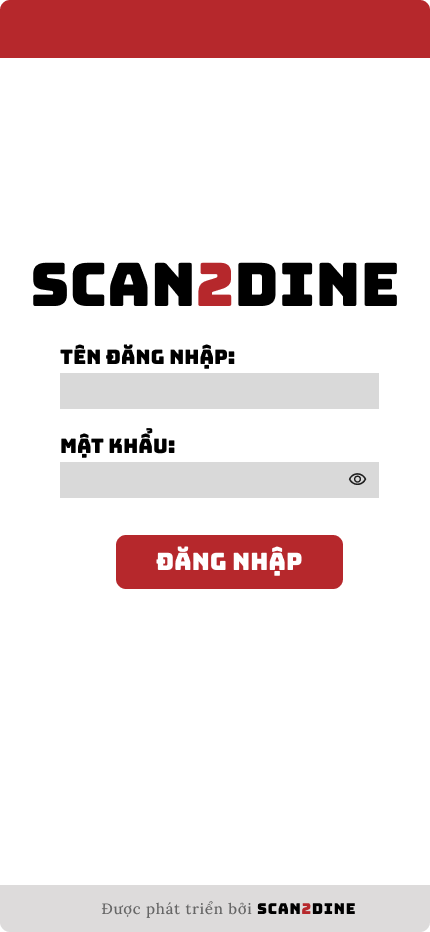 SCAN2DINE
TÊN ĐĂNG NHẬP:
MẬT KHẨU:
ĐĂNG NHẬP
Được phát triển bởi SCAN2DINE